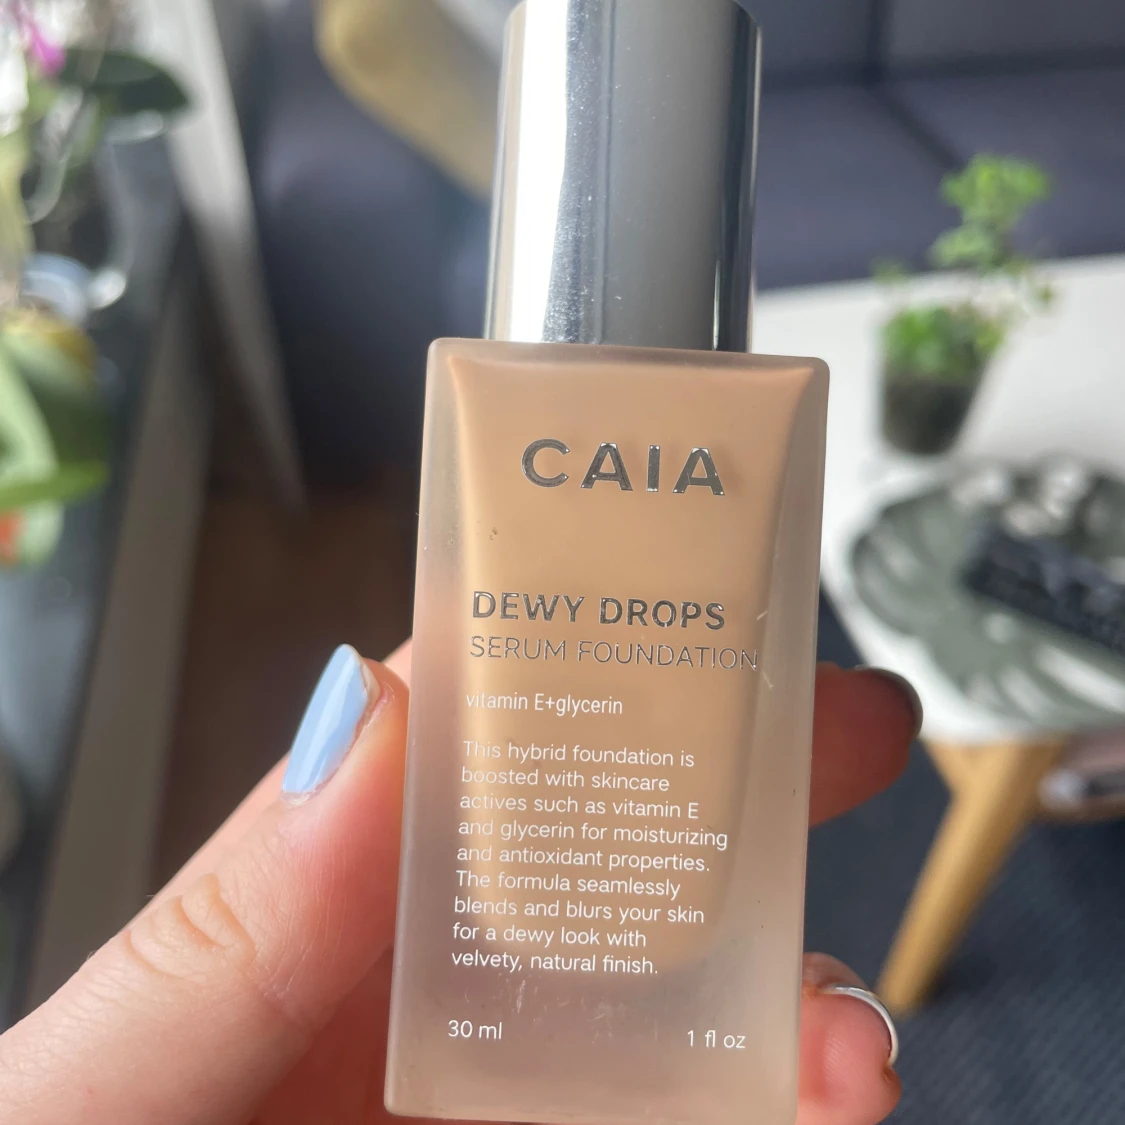 CAIA
DEWY DROPS
SERUM FOUNDATION
vitamin E+glycerin
This hybrid foundation is
boosted with skincare
actives such as vitamin E
and glycerin for moisturizing
and antioxidant properties.
The formula seamlessly
blends and blurs your skin
for a dewy look with
velvety, natural finish.
30 ml 1 fl oz